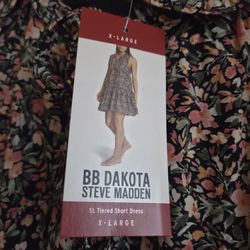 X-LARGE
BB DAKOTA
STEVE MADDEN
SL Tiered Short Dress
X-LARGE